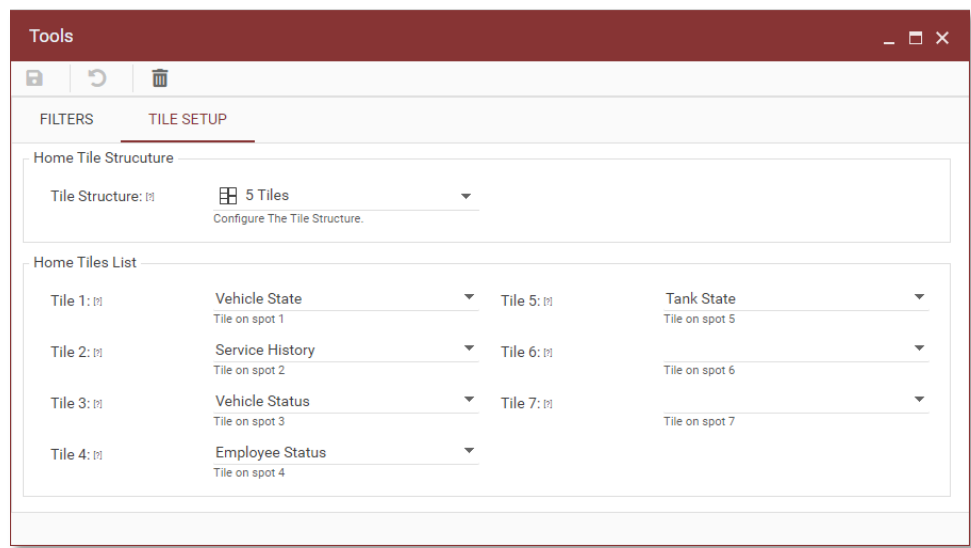 Tools
FILTERS TILE SETUP
Home Tile Strucuture
Tile Structure: [?] 5 Tiles
Configure The Tile Structure.
Home Tiles List
Tile 1: [?] Vehicle State
Tile on spot 1
Tile 2: [?] Service History
Tile on spot 2
Tile 3: [?] Vehicle Status
Tile on spot 3
Tile 4: [?] Employee Status
Tile on spot 4
Tile 5: [?] Tank State
Tile on spot 5
Tile 6: [?]
Tile on spot 6
Tile 7: [?]
Tile on spot 7